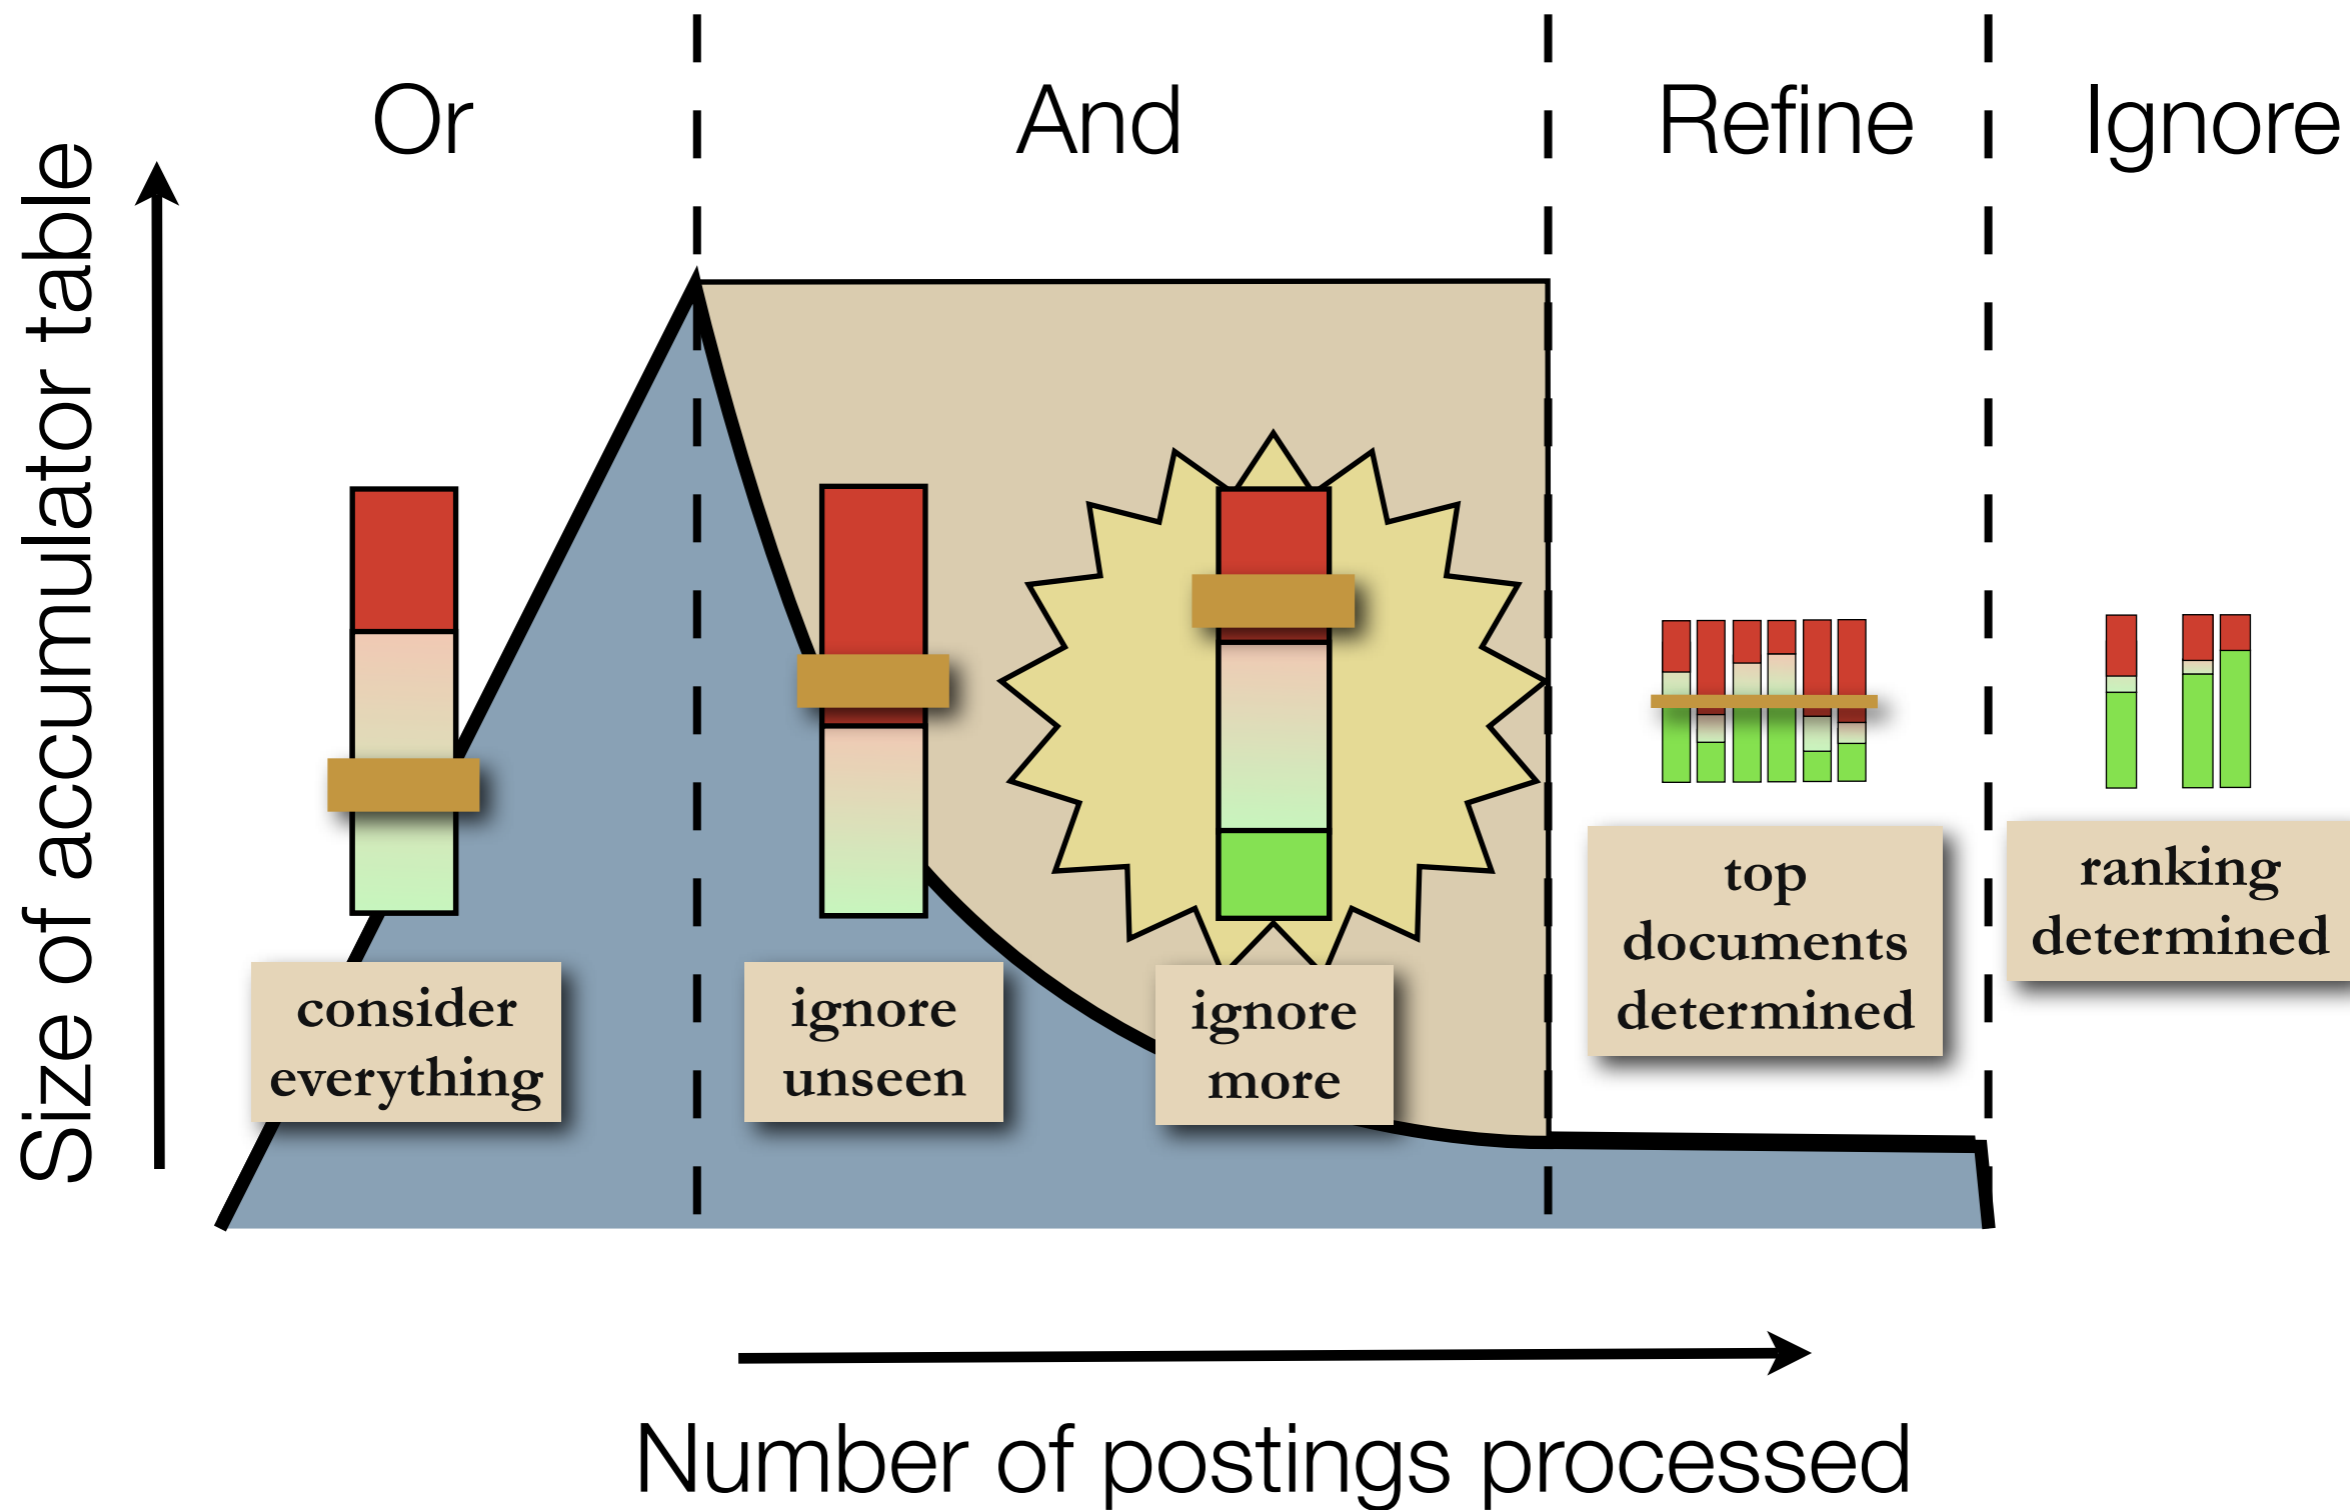 Or
And
Refine
Ignore
Size of accumulator table
consider
everything
ignore
unseen
ignore
more
top
documents
determined
ranking
determined
Number of postings processed